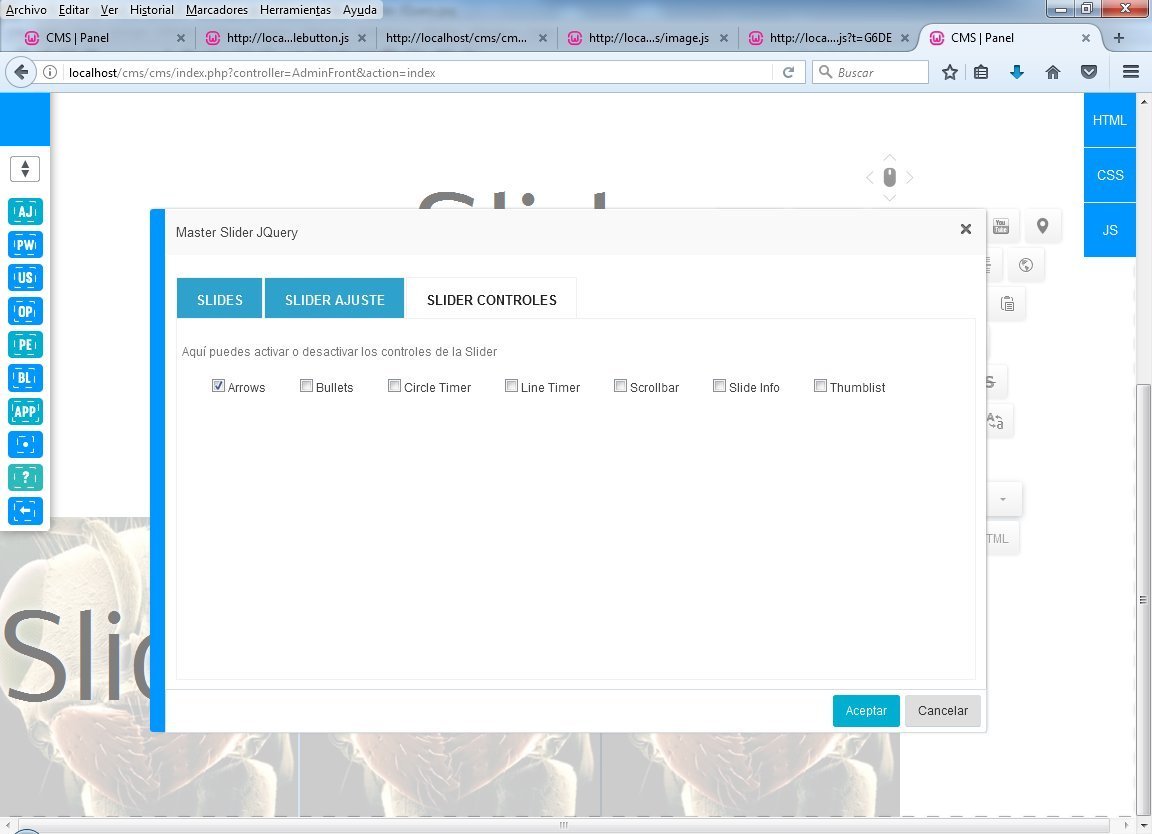 Archivo Editar Ver Historial Marcadores Herramientas Ayuda
CMS | Panel
http://loca...lebutton.js
http://localhost/cms/cm...
http://loca...s/image.js
http://loca....js?t=G6DE
CMS | Panel
localhost/cms/cms/index.php?controller=AdminFront&action=index
Buscar
HTML
CSS
JS
AJ
PW
US
OP
PE
BL
APP
?
Slid
Master Slider JQuery
You Tube
SLIDES
SLIDER AJUSTE
SLIDER CONTROLES
Aquí puedes activar o desactivar los controles de la Slider
Arrows Bullets Circle Timer Line Timer Scrollbar Slide Info Thumblist
S
Aa
TML
Slid
Aceptar
Cancelar